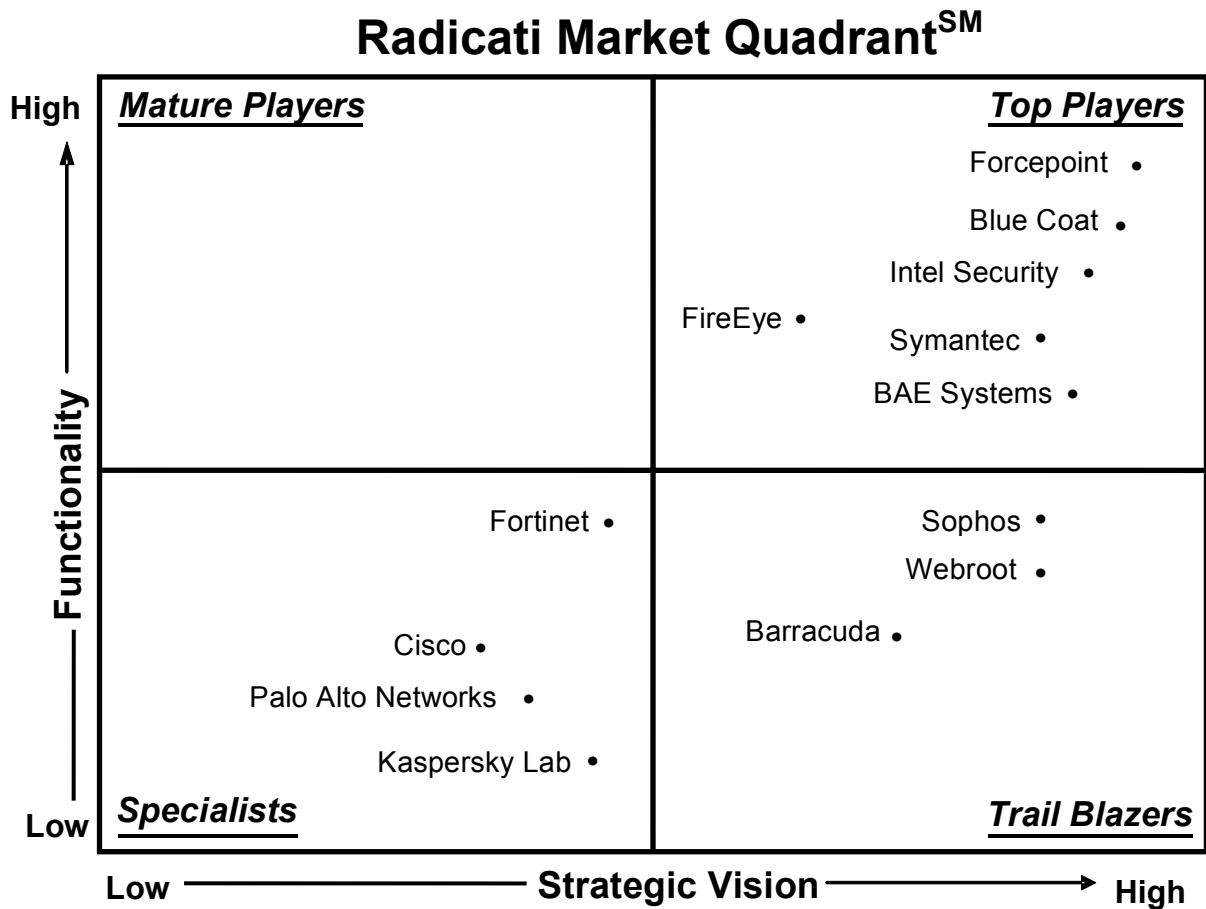 Radicati Market Quadrant SM
High
Mature Players
Top Players
Forcepoint
Blue Coat
Intel Security
FireEye
Symantec
BAE Systems
Functionality
Fortinet
Sophos
Webroot
Barracuda
Cisco
Palo Alto Networks
Kaspersky Lab
Specialists
Trail Blazers
Low
Low
Strategic Vision
High